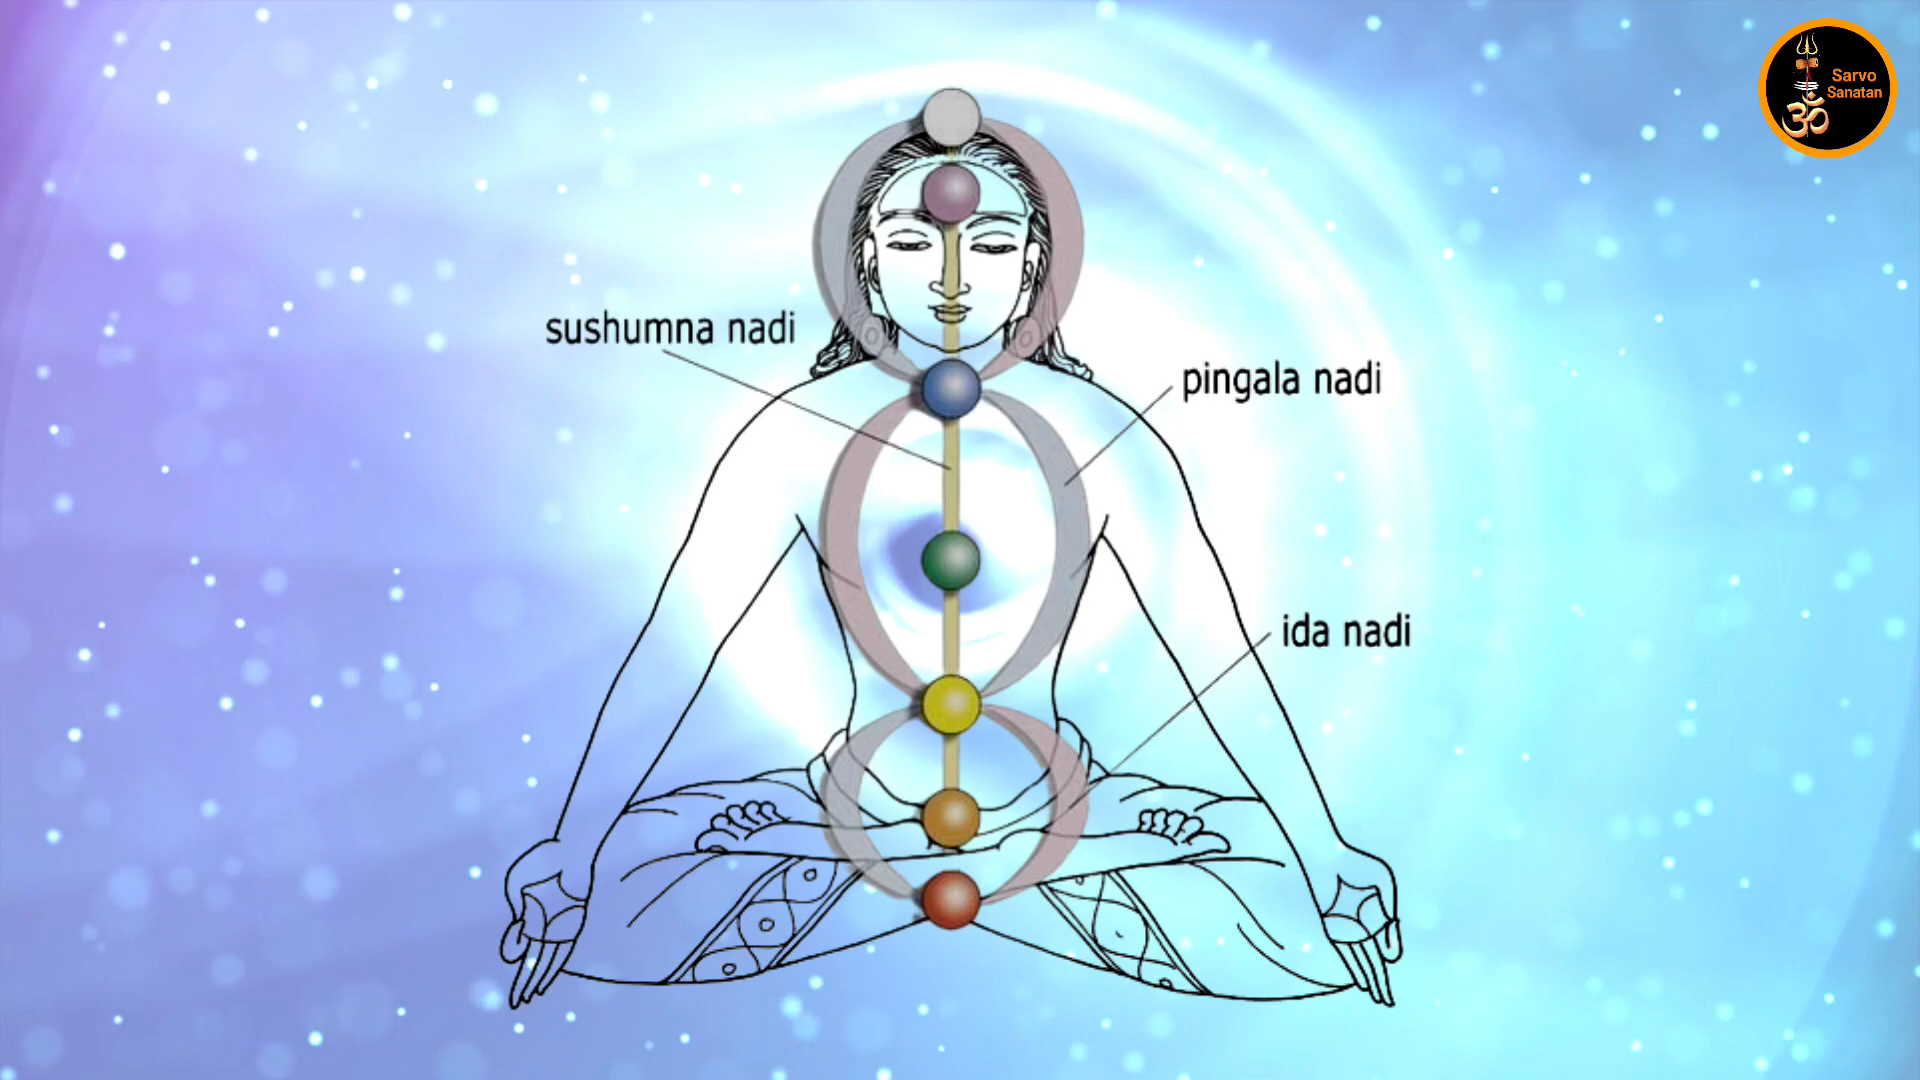 Sarvo
Sanatan
ॐ
sushumna nadi
pingala nadi
ida nadi